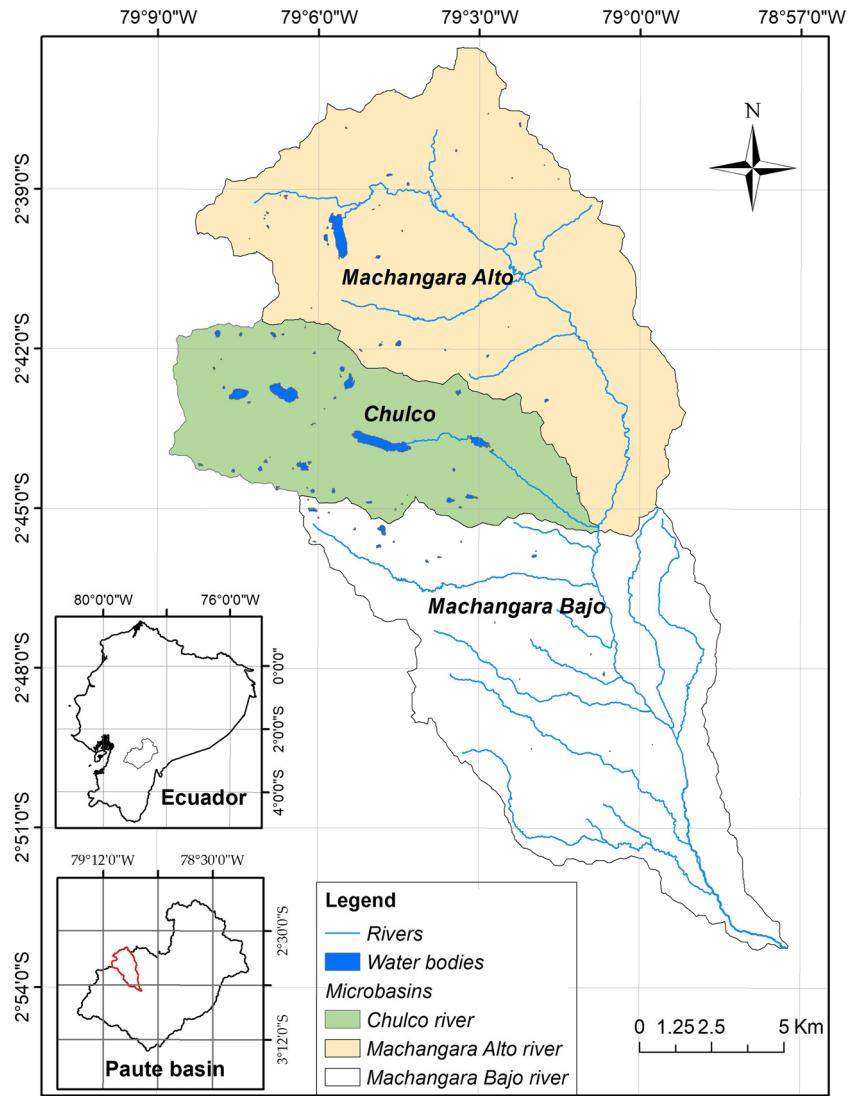 79°9'0"W 79°6'0"W 79°3'0"W 79°0'0"W 78°57'0"W
N
2°39'0"S
Machangara Alto
2°42'0"S
Chulco
2°45'0"S
Machangara Bajo
80°0'0"W 76°0'0"W
0°0'0"
2°48'0"S
2°0'0"S
4°0'0"S
Ecuador
2°51'0"S
79°12'0"W 78°30'0"W
2°30'0"S
2°54'0"S
3°12'0"S
Paute basin
Legend
Rivers
Water bodies
Microbasins
Chulco river
Machangara Alto river
Machangara Bajo river
0 1.25 2.5 5 Km